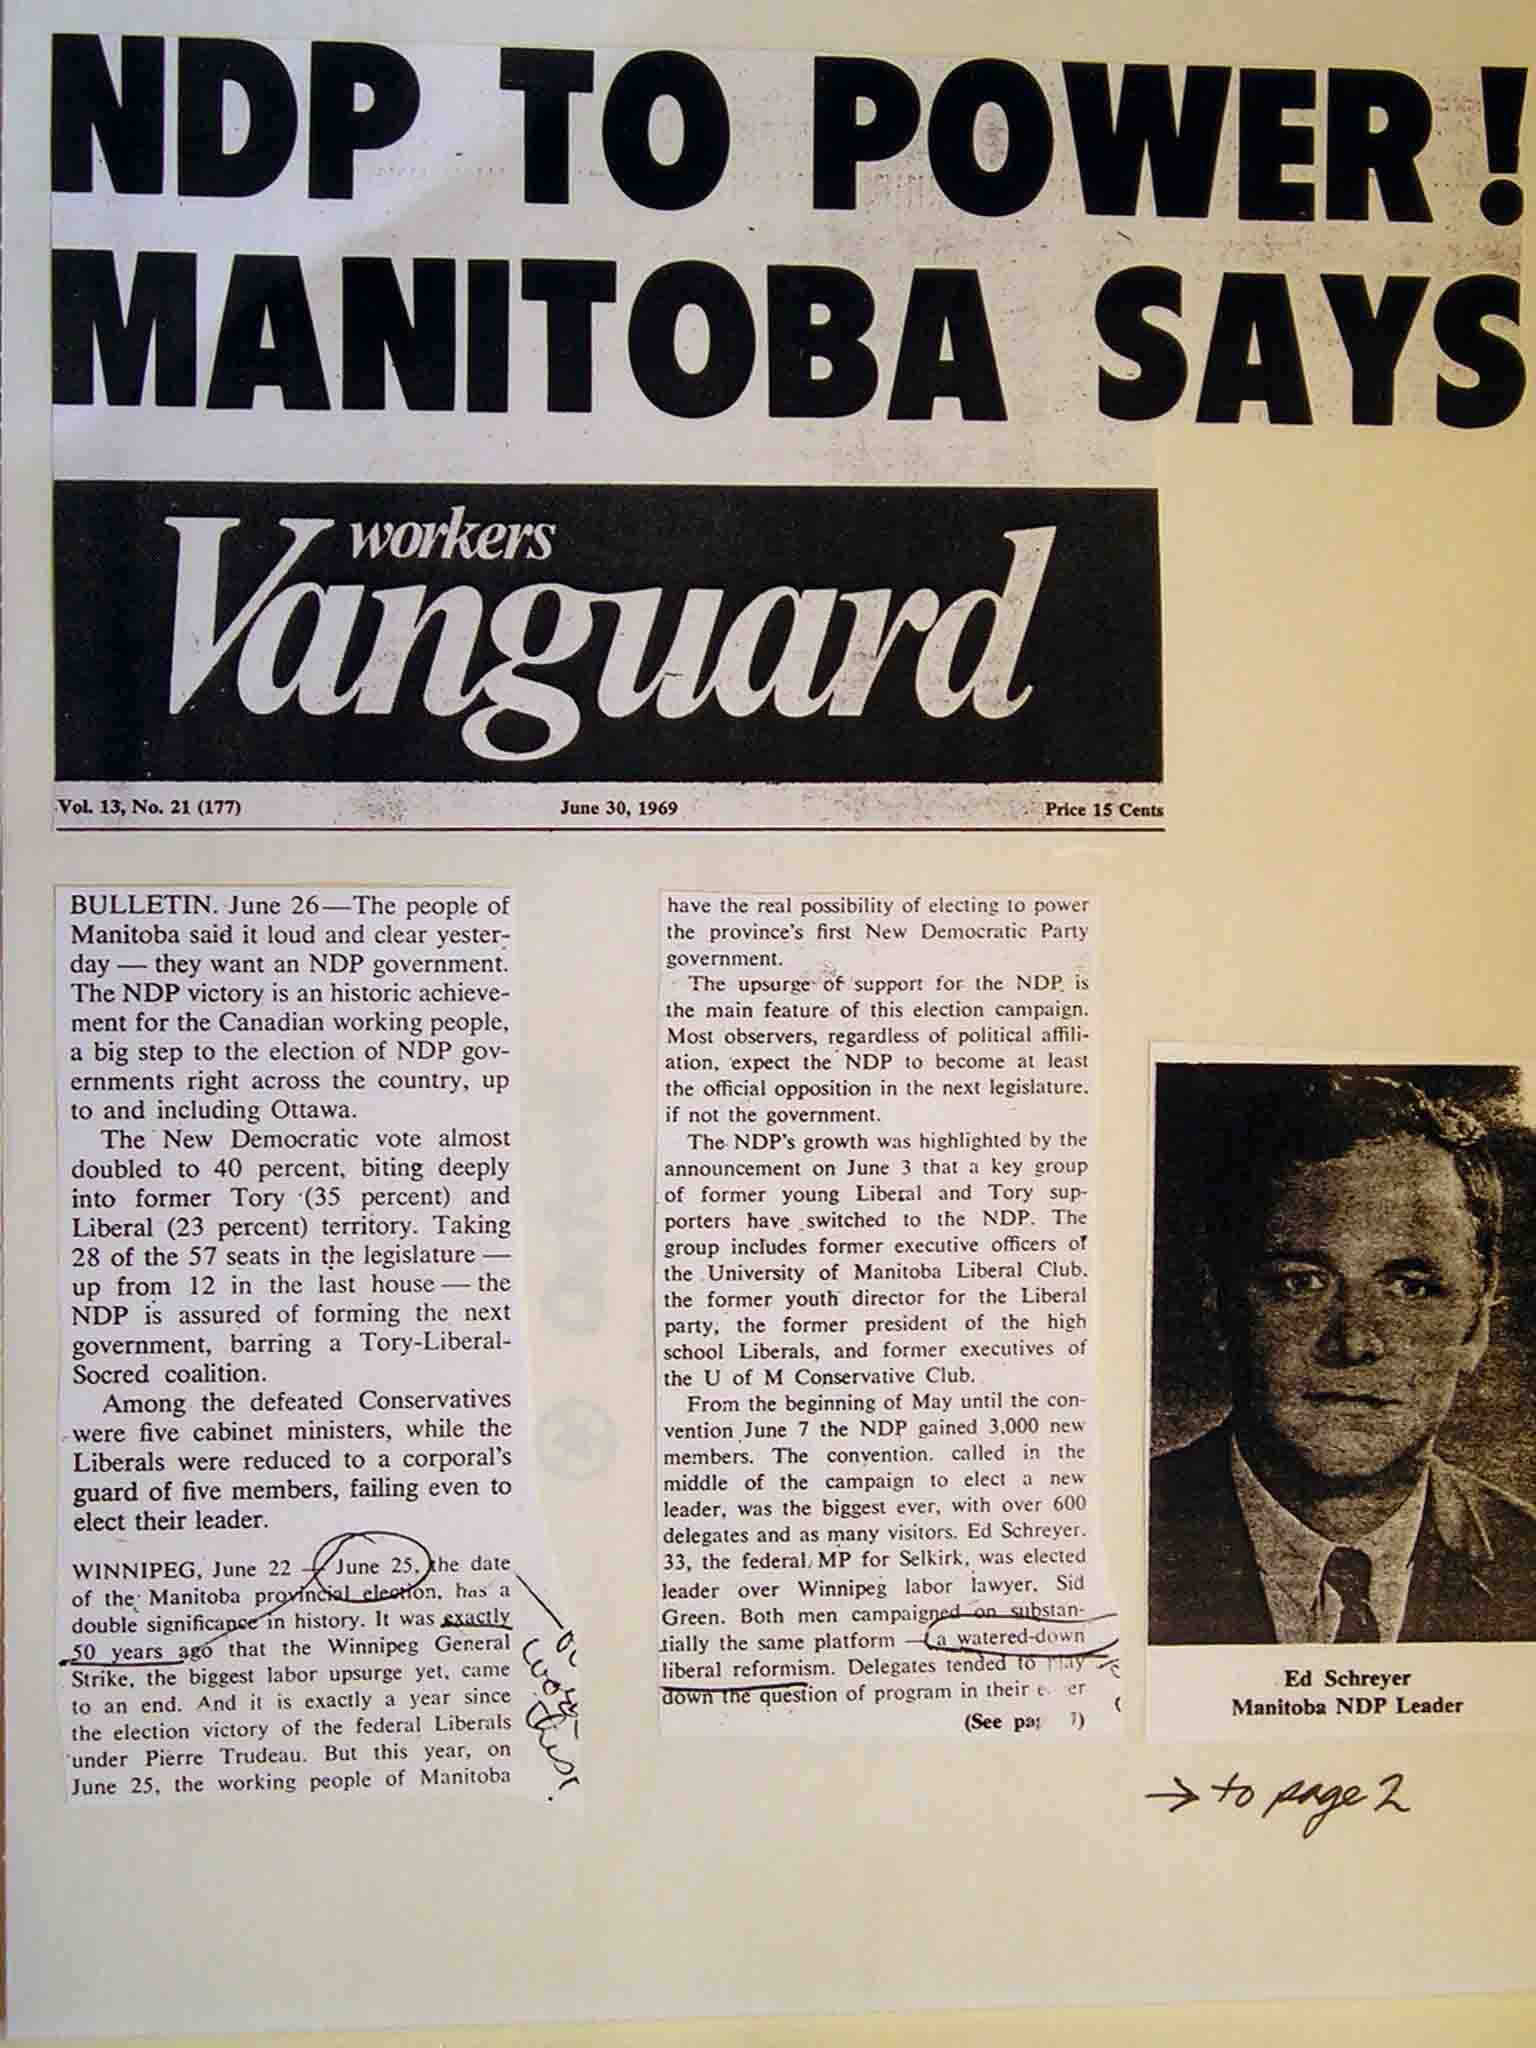 NDP TO POWER!
MANITOBA SAYS
workers
Vanguard
Vol. 13, No. 21 (177) June 30, 1969 Price 15 Cents
BULLETIN. June 26—The people of
Manitoba said it loud and clear yester-
day — they want an NDP government.
The NDP victory is an historic achieve-
ment for the Canadian working people,
a big step to the election of NDP gov-
ernments right across the country, up
to and including Ottawa.
The New Democratic vote almost
doubled to 40 percent, biting deeply
into former Tory (35 percent) and
Liberal (23 percent) territory. Taking
28 of the 57 seats in the legislature —
up from 12 in the last house — the
NDP is assured of forming the next
government, barring a Tory-Liberal-
Socred coalition.
Among the defeated Conservatives
were five cabinet ministers, while the
Liberals were reduced to a corporal's
guard of five members, failing even to
elect their leader.
WINNIPEG, June 22 — June 25, the date
of the Manitoba provincial election, has a
double significance in history. It was exactly
50 years ago that the Winnipeg General
Strike, the biggest labor upsurge yet, came
to an end. And it is exactly a year since
the election victory of the federal Liberals
under Pierre Trudeau. But this year, on
June 25, the working people of Manitoba
have the real possibility of electing to power
the province's first New Democratic Party
government.
The upsurge of support for the NDP is
the main feature of this election campaign.
Most observers, regardless of political affili-
ation, expect the NDP to become at least
the official opposition in the next legislature.
if not the government.
The NDP's growth was highlighted by the
announcement on June 3 that a key group
of former young Liberal and Tory sup-
porters have switched to the NDP. The
group includes former executive officers of
the University of Manitoba Liberal Club.
the former youth director for the Liberal
party, the former president of the high
school Liberals, and former executives of
the U of M Conservative Club.
From the beginning of May until the con-
vention June 7 the NDP gained 3,000 new
members. The convention. called in the
middle of the campaign to elect a new
leader, was the biggest ever, with over 600
delegates and as many visitors. Ed Schreyer.
33, the federal MP for Selkirk, was elected
leader over Winnipeg labor lawyer, Sid
Green. Both men campaigned on substan-
tially the same platform — a watered-down
liberal reformism. Delegates tended to play
down the question of program in their
(See
Ed Schreyer
Manitoba NDP Leader
→ to page 2